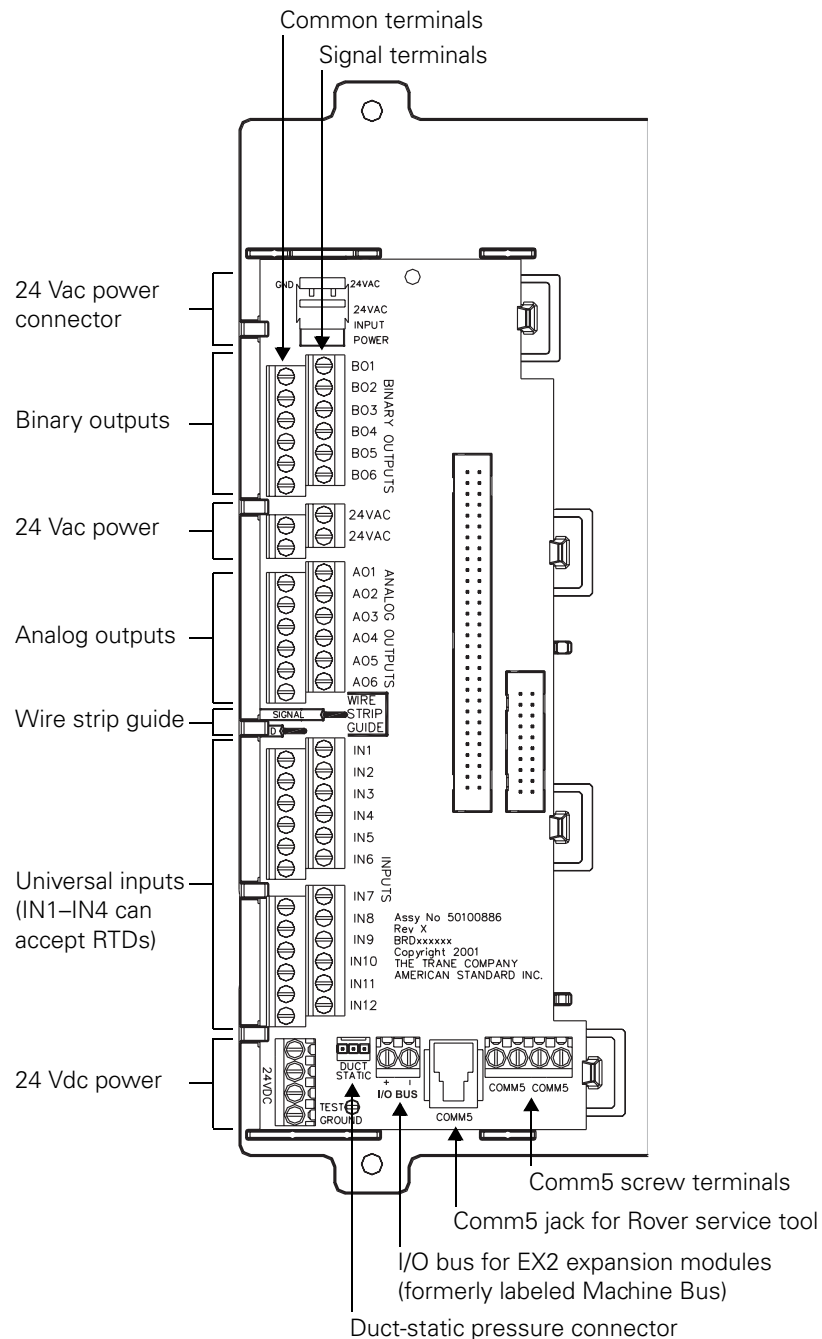 Common terminals
Signal terminals
24 Vac power
connector
GND
24VAC
24VAC
INPUT
POWER
Binary outputs
BO1
BO2
BO3
BO4
BO5
BO6
BINARY OUTPUTS
24 Vac power
24VAC
24VAC
Analog outputs
AO1
AO2
AO3
AO4
AO5
AO6
ANALOG OUTPUTS
Wire strip guide
SIGNAL
D
WIRE
STRIP
GUIDE
Universal inputs
(IN1–IN4 can
accept RTDs)
IN1
IN2
IN3
IN4
IN5
IN6
INPUTS
IN7
IN8
IN9
IN10
IN11
IN12
Assy No 50100886
Rev X
BRDxxxxxx
Copyright 2001
THE TRANE COMPANY
AMERICAN STANDARD INC.
24 Vdc power
24VDC
TEST
GROUND
DUCT
STATIC
+ –
I/O BUS
COMM5
COMM5 COMM5
Comm5 screw terminals
Comm5 jack for Rover service tool
I/O bus for EX2 expansion modules
(formerly labeled Machine Bus)
Duct-static pressure connector